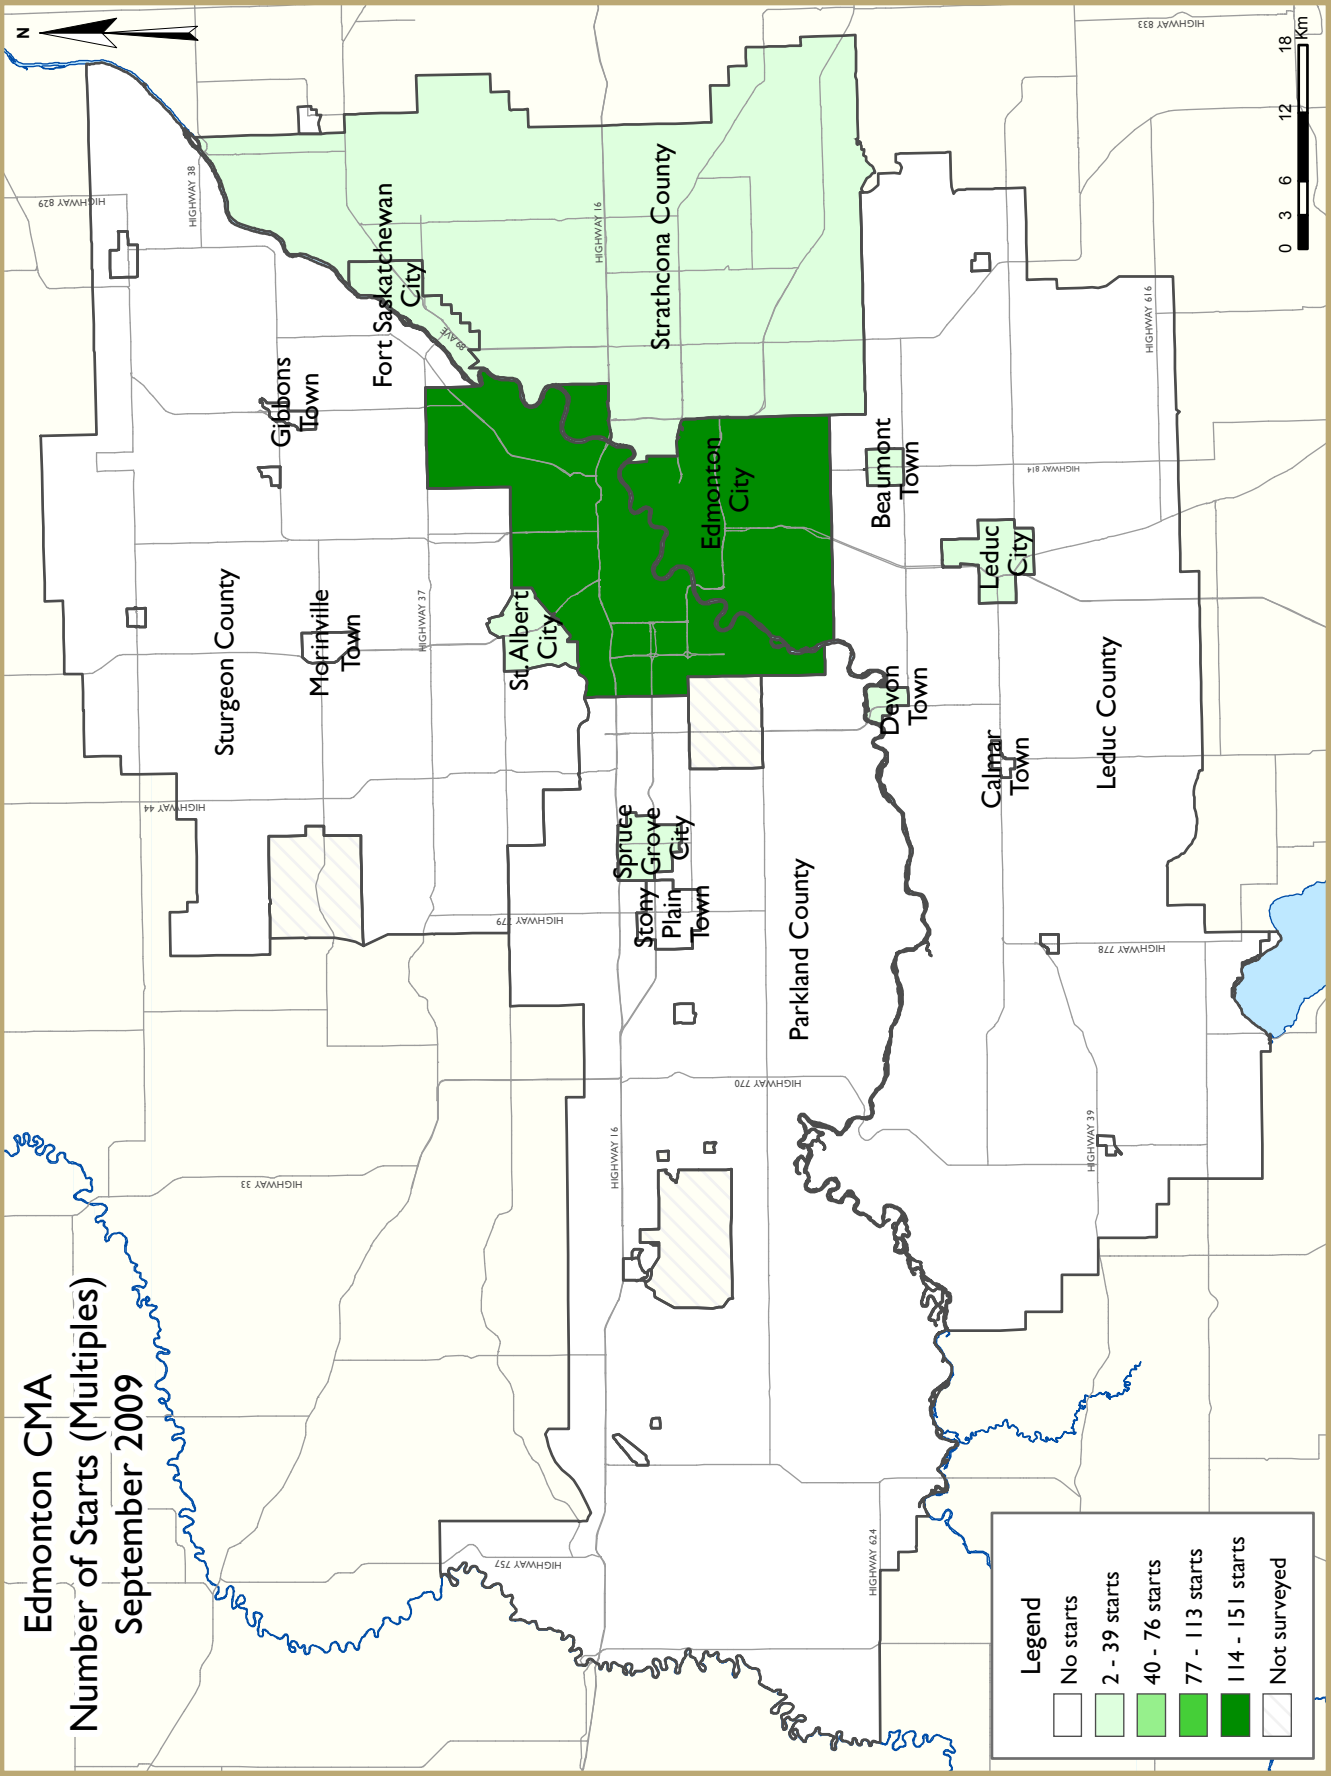 Edmonton CMA
Number of Starts (Multiples)
September 2009
N
HIGHWAY 829
HIGHWAY 38
HIGHWAY 833
HIGHWAY 44
HIGHWAY 33
Gibbons
Town
Fort Saskatchewan
City
89 AVE
Sturgeon County
Morinville
Town
HIGHWAY 37
St. Albert
City
HIGHWAY 779
HIGHWAY 757
HIGHWAY 16
HIGHWAY 16
Strathcona County
Edmonton
City
Spruce
Grove
City
Stony
Plain
Town
Parkland County
HIGHWAY 770
HIGHWAY 624
Beaumont
Town
Devon
Town
Leduc
City
Calmar
Town
Leduc County
HIGHWAY 814
HIGHWAY 616
HIGHWAY 778
HIGHWAY 39
Legend
No starts
2 - 39 starts
40 - 76 starts
77 - 113 starts
114 - 151 starts
Not surveyed
0 3 6 12 18
Km